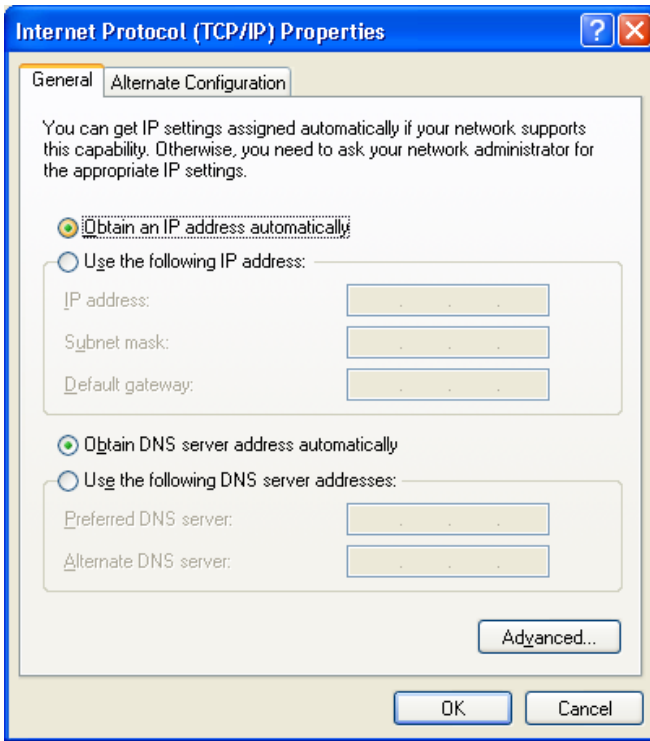 Internet Protocol (TCP/IP) Properties
General
Alternate Configuration
You can get IP settings assigned automatically if your network supports
this capability. Otherwise, you need to ask your network administrator for
the appropriate IP settings.
Obtain an IP address automatically
Use the following IP address:
IP address:
Subnet mask:
Default gateway:
Obtain DNS server address automatically
Use the following DNS server addresses:
Preferred DNS server:
Alternate DNS server:
Advanced...
OK
Cancel